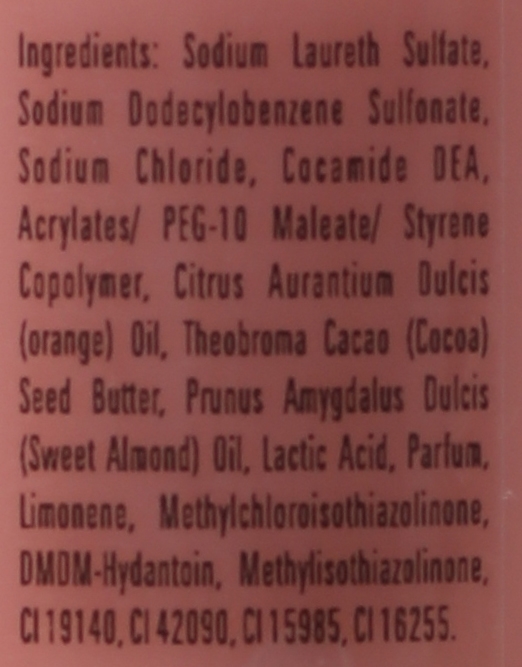 Ingredients: Sodium Laureth Sulfate,
Sodium Dodecylobenzene Sulfonate,
Sodium Chloride, Cocamide DEA,
Acrylates/ PEG-10 Maleate/ Styrene
Copolymer, Citrus Aurantium Dulcis
(orange) Oil, Theobroma Cacao (Cocoa)
Seed Butter, Prunus Amygdalus Dulcis
(Sweet Almond) Oil, Lactic Acid, Parfum,
Limonene, Methylchloroisothiazolinone,
DMDM-Hydantoin, Methylisothiazolinone,
CI 19140, CI 42090, CI 15985, CI 16255.